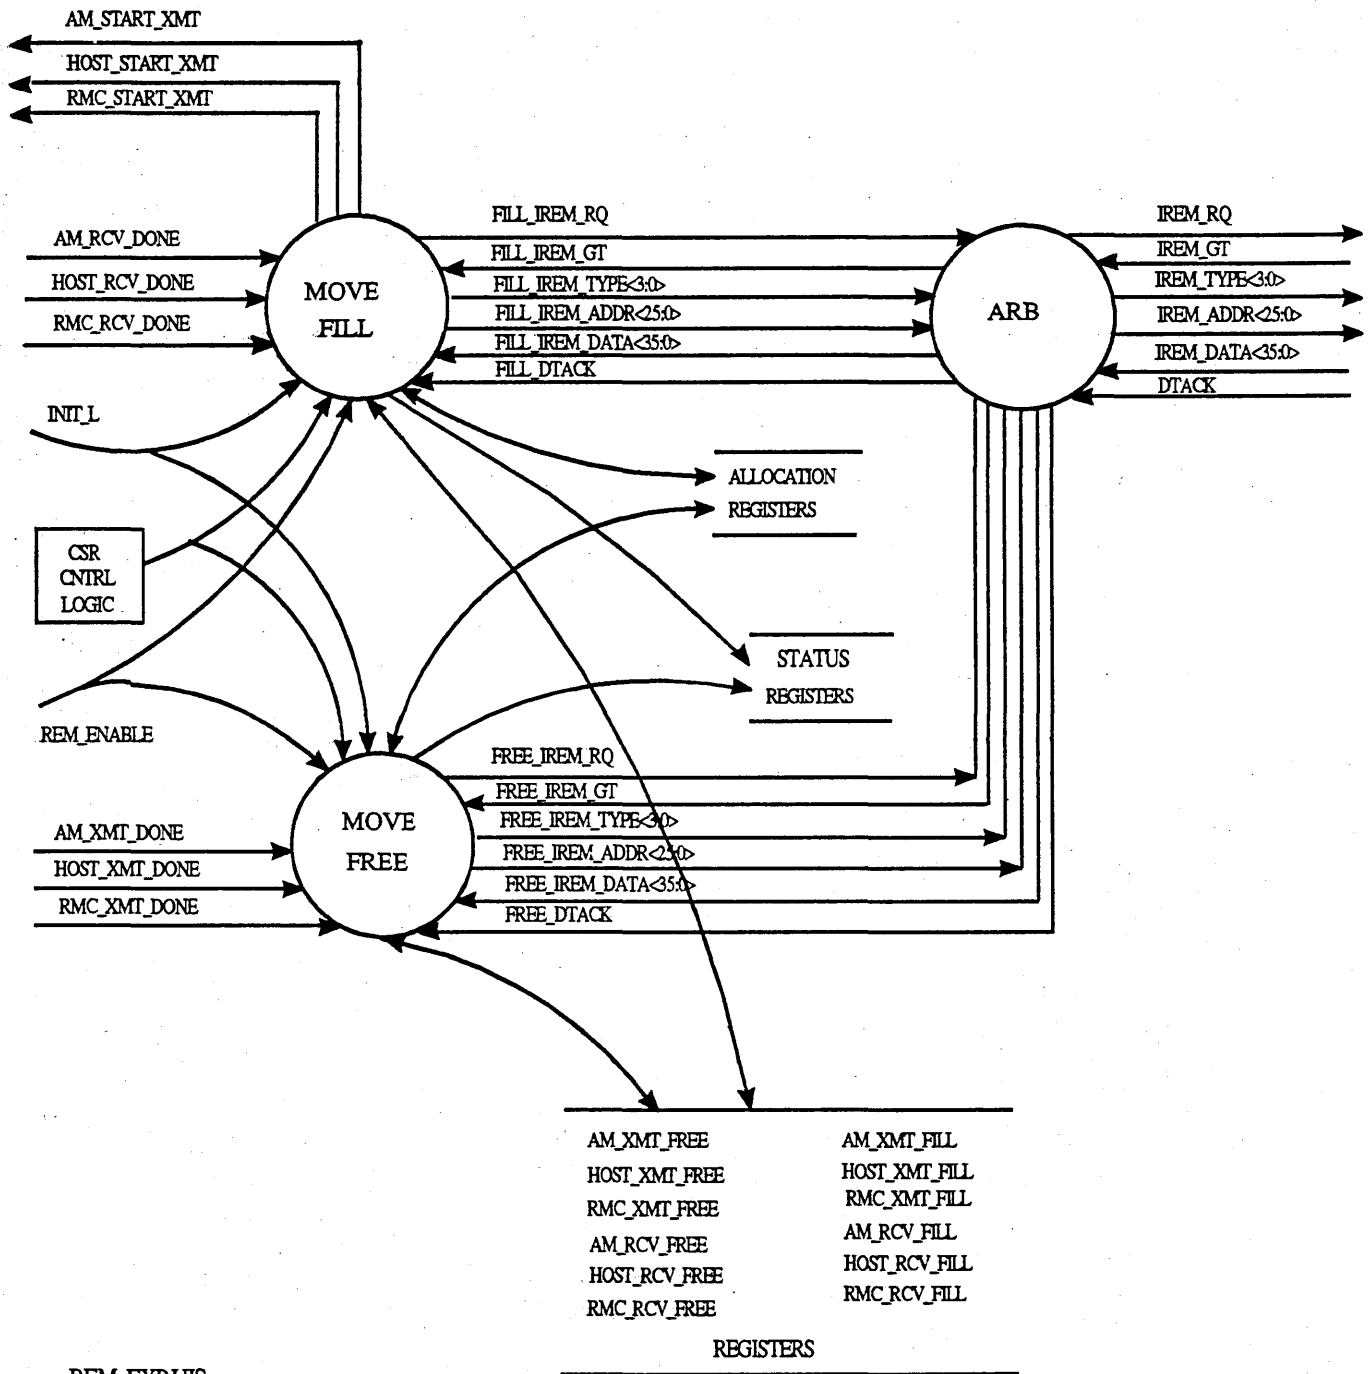 AM_START_XMT
HOST_START_XMT
RMC_START_XMT
AM_RCV_DONE
HOST_RCV_DONE
RMC_RCV_DONE
MOVE
FILL
FILL_IREM_RQ
FILL_IREM_GT
FILL_IREM_TYPE<3:0>
FILL_IREM_ADDR<25:0>
FILL_IREM_DATA<35:0>
FILL_DTACK
ARB
IREM_RQ
IREM_GT
IREM_TYPE<3:0>
IREM_ADDR<25:0>
IREM_DATA<35:0>
DTACK
INIT_L
ALLOCATION
REGISTERS
CSR
CNTRL
LOGIC
STATUS
REGISTERS
REM_ENABLE
AM_XMT_DONE
HOST_XMT_DONE
RMC_XMT_DONE
MOVE
FREE
FREE_IREM_RQ
FREE_IREM_GT
FREE_IREM_TYPE<3:0>
FREE_IREM_ADDR<25:0>
FREE_IREM_DATA<35:0>
FREE_DTACK
AM_XMT_FREE
HOST_XMT_FREE
RMC_XMT_FREE
AM_RCV_FREE
HOST_RCV_FREE
RMC_RCV_FREE
AM_XMT_FILL
HOST_XMT_FILL
RMC_XMT_FILL
AM_RCV_FILL
HOST_RCV_FILL
RMC_RCV_FILL
REGISTERS